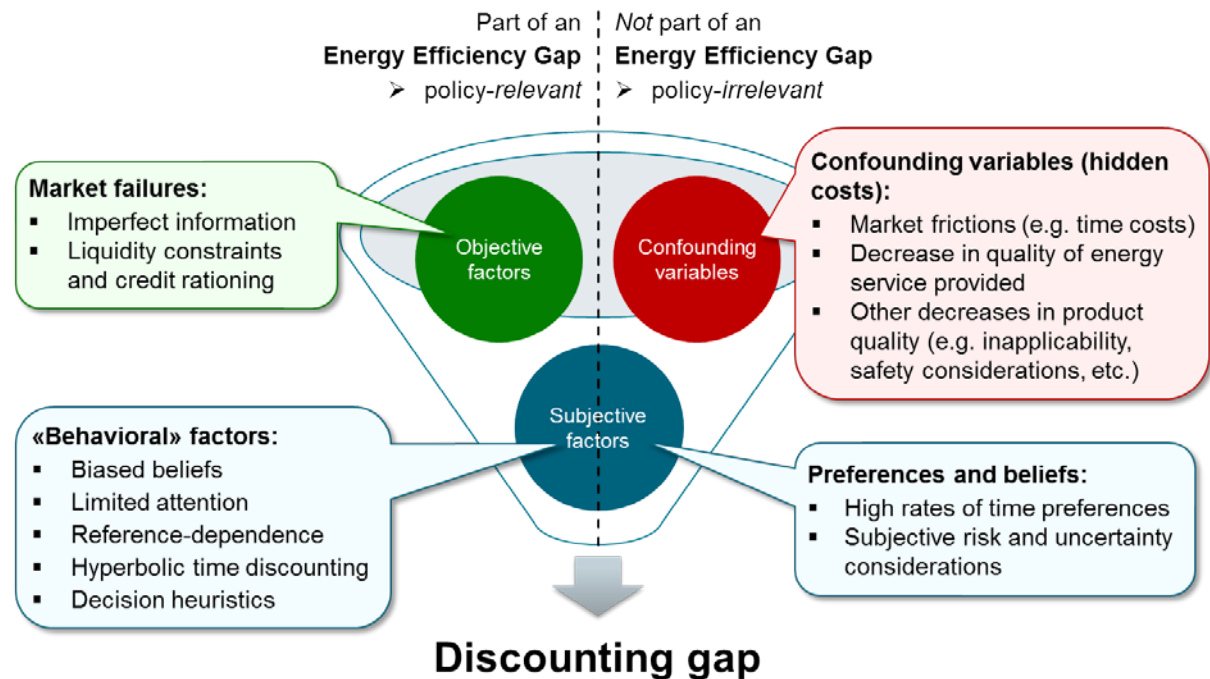 Part of an
Energy Efficiency Gap
➢ policy-relevant
Not part of an
Energy Efficiency Gap
➢ policy-irrelevant
Market failures:
▪ Imperfect information
▪ Liquidity constraints
and credit rationing
Objective
factors
Confounding
variables
Confounding variables (hidden
costs):
▪ Market frictions (e.g. time costs)
▪ Decrease in quality of energy
service provided
▪ Other decreases in product
quality (e.g. inapplicability,
safety considerations, etc.)
Subjective
factors
«Behavioral» factors:
▪ Biased beliefs
▪ Limited attention
▪ Reference-dependence
▪ Hyperbolic time discounting
▪ Decision heuristics
Preferences and beliefs:
▪ High rates of time preferences
▪ Subjective risk and uncertainty
considerations
Discounting gap